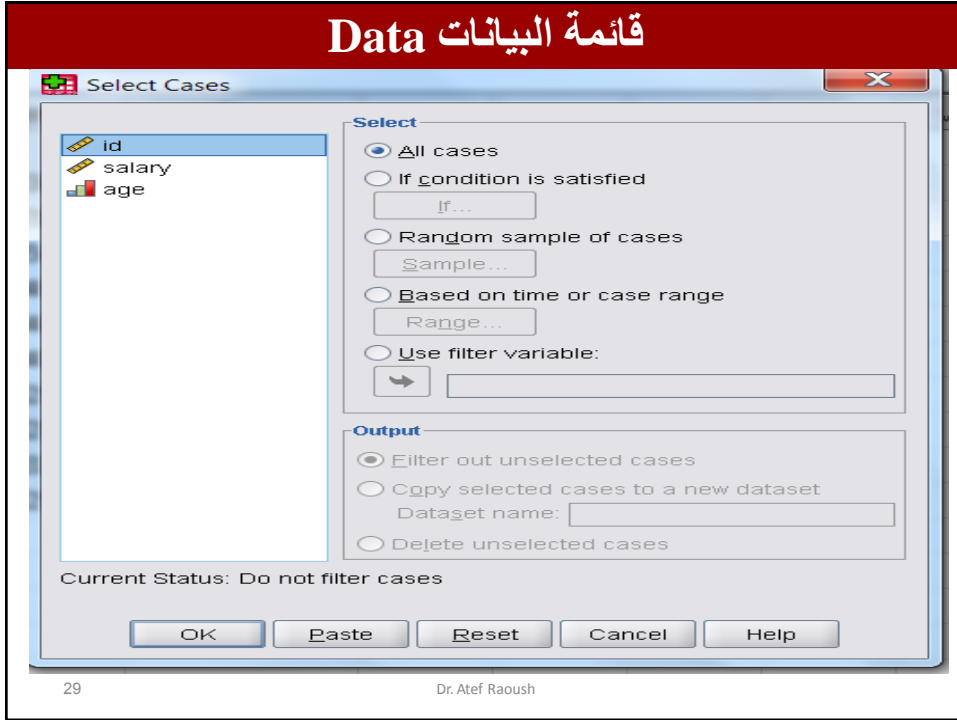 قائمة البيانات Data
Select Cases
id
salary
age
Select
All cases
If condition is satisfied
If...
Random sample of cases
Sample...
Based on time or case range
Range...
Use filter variable:
Output
Filter out unselected cases
Copy selected cases to a new dataset
Dataset name:
Delete unselected cases
Current Status: Do not filter cases
OK Paste Reset Cancel Help
29 Dr. Atef Raoush